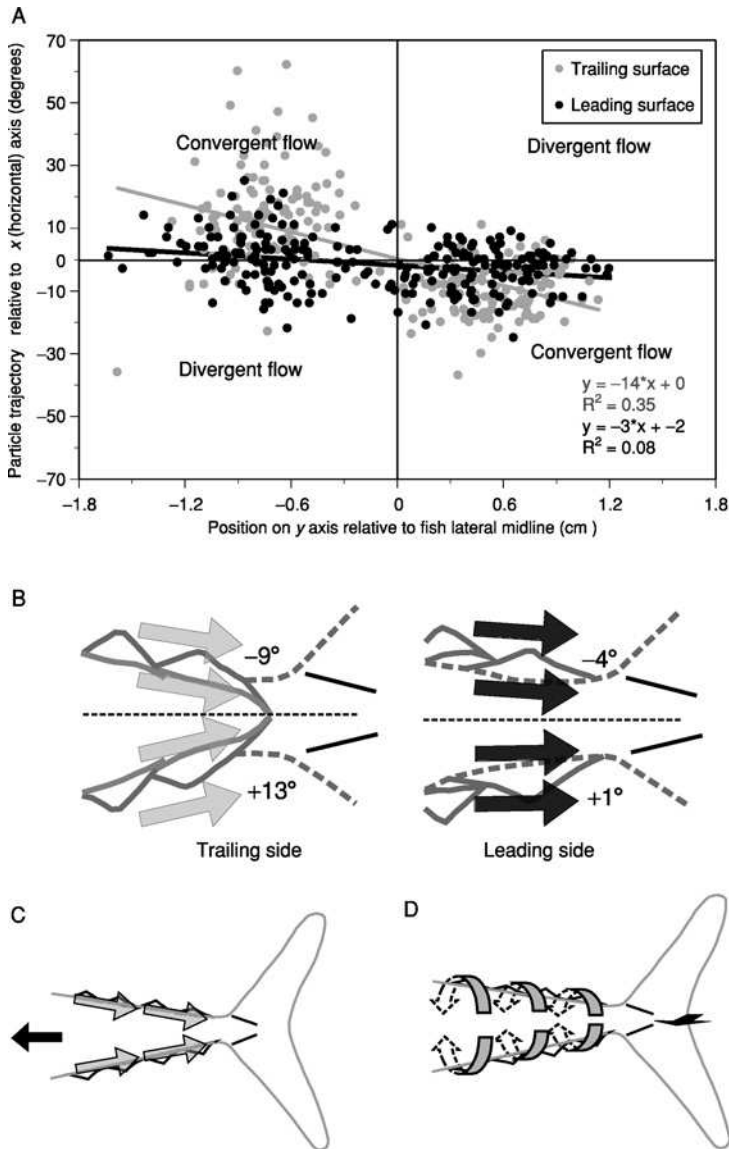 A
70
50
30
10
0
−10
−30
−50
−70
Particle trajectory relative to x (horizontal) axis (degrees)
Trailing surface
Leading surface
Convergent flow
Divergent flow
Divergent flow
Convergent flow
y = −14*x + 0
R² = 0.35
y = −3*x + −2
R² = 0.08
−1.8 −1.2 −0.6 0 0.6 1.2 1.8
Position on y axis relative to fish lateral midline (cm )
B
−9°
+13°
Trailing side
−4°
+1°
Leading side
C
D